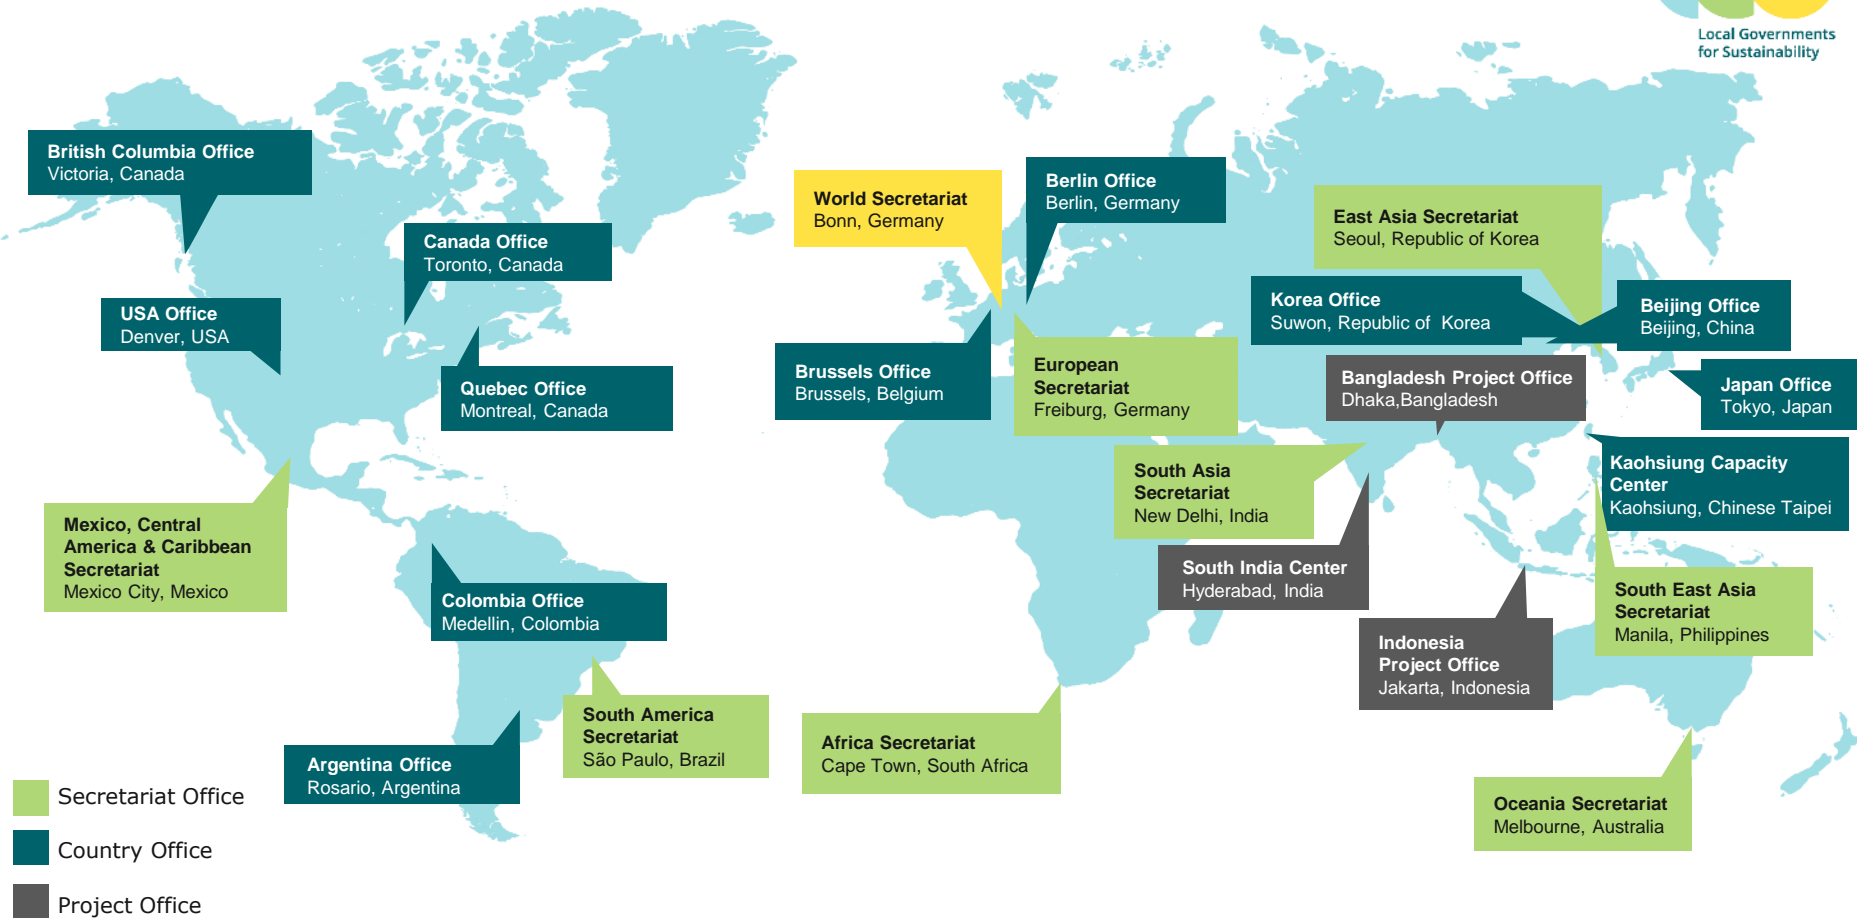 Local Governments
for Sustainability
British Columbia Office
Victoria, Canada
Canada Office
Toronto, Canada
USA Office
Denver, USA
Quebec Office
Montreal, Canada
Mexico, Central
America & Caribbean
Secretariat
Mexico City, Mexico
Colombia Office
Medellin, Colombia
South America
Secretariat
São Paulo, Brazil
Argentina Office
Rosario, Argentina
World Secretariat
Bonn, Germany
Berlin Office
Berlin, Germany
Brussels Office
Brussels, Belgium
European
Secretariat
Freiburg, Germany
Africa Secretariat
Cape Town, South Africa
East Asia Secretariat
Seoul, Republic of Korea
Korea Office
Suwon, Republic of  Korea
Beijing Office
Beijing, China
Bangladesh Project Office
Dhaka,Bangladesh
Japan Office
Tokyo, Japan
South Asia
Secretariat
New Delhi, India
Kaohsiung Capacity
Center
Kaohsiung, Chinese Taipei
South India Center
Hyderabad, India
South East Asia
Secretariat
Manila, Philippines
Indonesia
Project Office
Jakarta, Indonesia
Oceania Secretariat
Melbourne, Australia
Secretariat Office
Country Office
Project Office